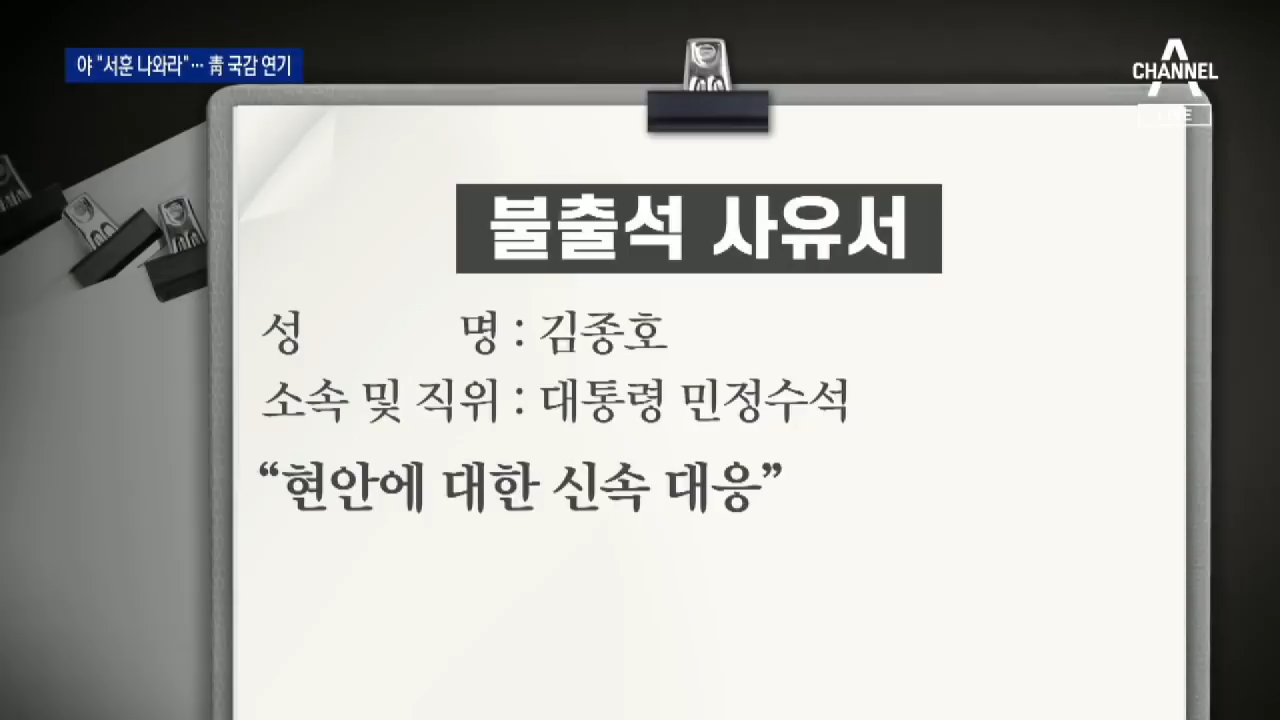 야 "서훈 나와라"… 靑 국감 연기
CHANNEL A
LIVE
불출석 사유서
성 명 : 김종호
소속 및 직위 : 대통령 민정수석
“현안에 대한 신속 대응”